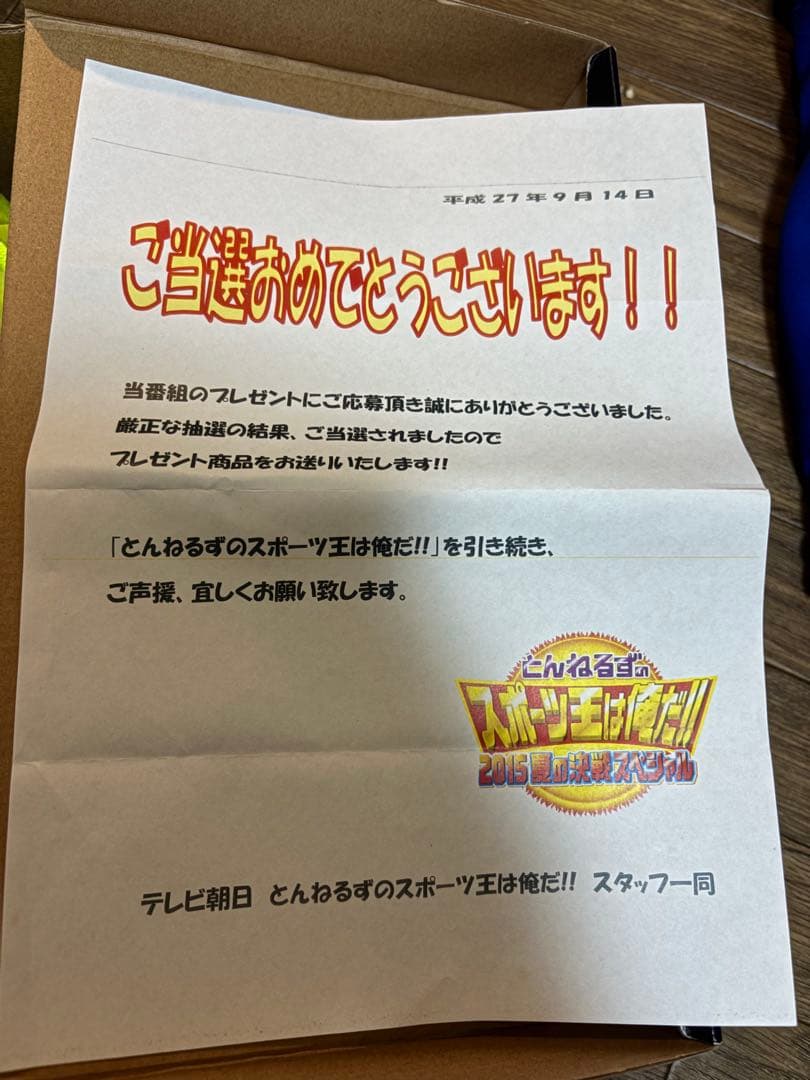 平成27年9月14日
ご当選おめでとうございます！！
当番組のプレゼントにご応募頂き誠にありがとうございました。
厳正な抽選の結果、ご当選されましたので
プレゼント商品をお送りいたします!!
「とんねるずのスポーツ王は俺だ!!」を引き続き、
ご声援、宜しくお願い致します。
とんねるずの
スポーツ王は俺だ!!
2015夏の決戦スペシャル
テレビ朝日 とんねるずのスポーツ王は俺だ!! スタッフ一同